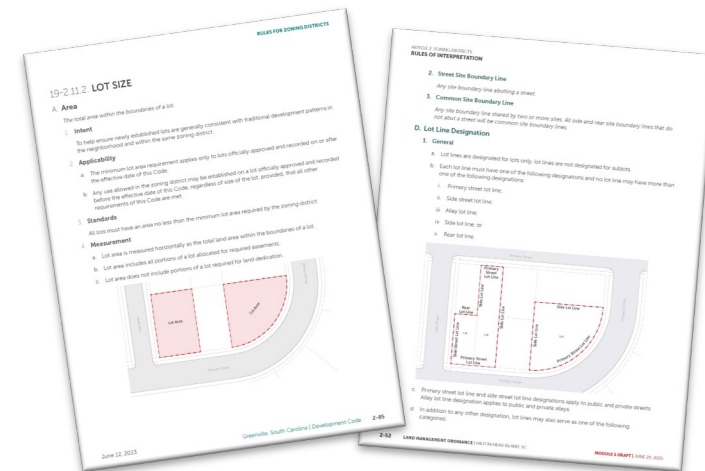 RULES FOR ZONING DISTRICTS
19-2.11.2 LOT SIZE
A. Area
The total area within the boundaries of a lot.
1. Intent
To help ensure newly established lots are generally consistent with traditional development patterns in
the neighborhood and within the same zoning district.
2. Applicability
a. The minimum lot area requirement applies only to lots officially approved and recorded on or after
the effective date of this Code.
b. Any use allowed in the zoning district may be established on a lot officially approved and recorded
before the effective date of this Code, regardless of size of the lot, provided, that all other
requirements of this Code are met.
3. Standards
All lots must have an area no less than the minimum lot area required by the zoning district.
4. Measurement
a. Lot area is measured horizontally as the total land area within the boundaries of a lot.
b. Lot area includes all portions of a lot allocated for required easements.
c. Lot area does not include portions of a lot required for land dedication.
Lot Area
Lot Area
Primary Street
June 12, 2023
Greenville, South Carolina | Development Code
2-85
ARTICLE 2. ZONING DISTRICTS
RULES OF INTERPRETATION
2. Street Site Boundary Line
Any site boundary line abutting a street.
3. Common Site Boundary Line
Any site boundary line shared by two or more sites. All side and rear site boundary lines that do
not abut a street will be common site boundary lines.
D. Lot Line Designation
1. General
a. Lot lines are designated for lots only, lot lines are not designated for sublots.
b. Each lot line must have one of the following designations and no lot line may have more than
one of the following designations:
i. Primary street lot line;
ii. Side street lot line;
iii. Alley lot line;
iv. Side lot line; or
v. Rear lot line.
Primary Street
Primary
Street
Lot Line
Side Lot Line
Side Lot Line
Rear
Lot Line
Side Street Lot Line
Lot
Lot
Primary Street
Lot Line
Side Lot Line
Side Lot Line
Lot
Primary Street Lot Line
Primary Street
c. Primary street lot line and side street lot line designations apply to public and private streets.
Alley lot line designation applies to public and private alleys.
d. In addition to any other designation, lot lines may also serve as one of the following
categories:
2-52
LAND MANAGEMENT ORDINANCE | HILTON HEAD ISLAND, SC
MODULE 1 DRAFT | JUNE 20, 2025